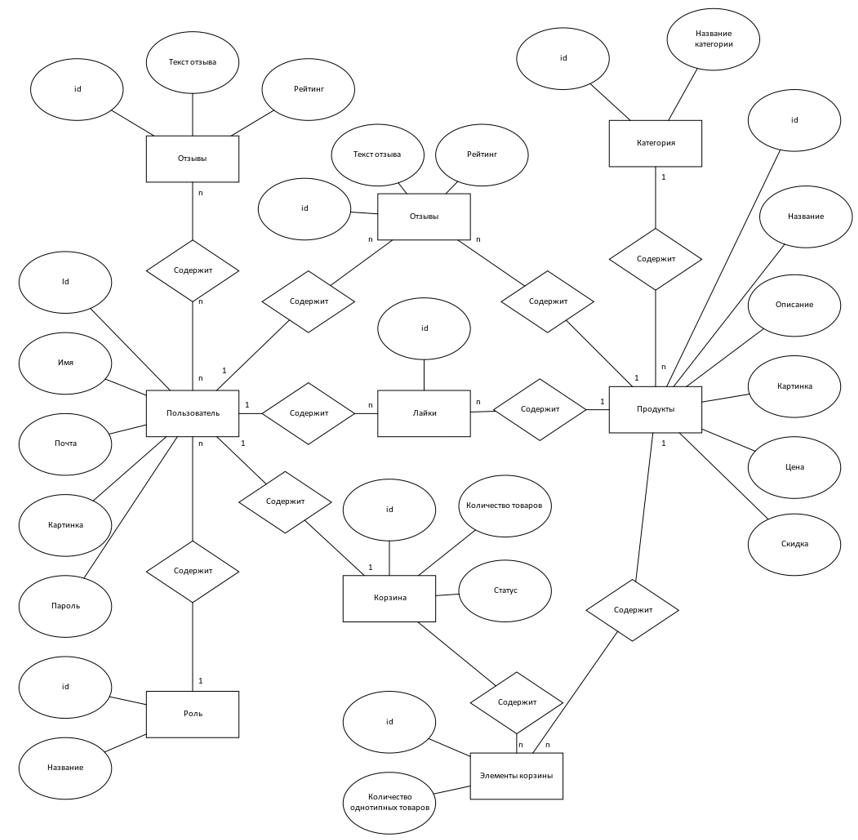 Название
категории
id
Текст отзыва
id
Рейтинг
id
Категория
Отзывы
Текст отзыва
Рейтинг
1
n
id
Отзывы
Название
n
n
Содержит
Содержит
Id
n
Содержит
Содержит
Описание
id
Имя
1
n
1
n
Картинка
1
n
n
1
Пользователь
Содержит
Лайки
Содержит
Продукты
Почта
n
1
1
Цена
Содержит
id
Количество товаров
Картинка
Скидка
Содержит
1
Статус
Пароль
Корзина
Содержит
1
id
Содержит
Роль
id
n
n
Название
Элементы корзины
Количество
однотипных товаров